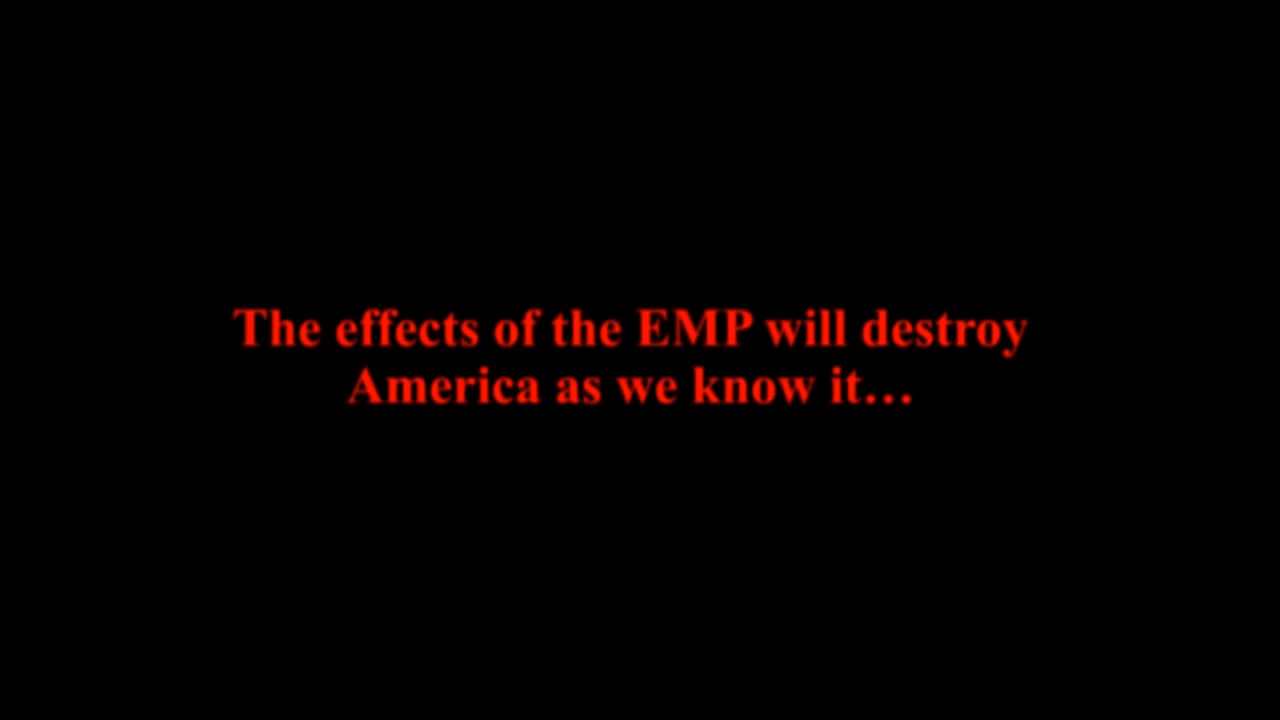 The effects of the EMP will destroy
America as we know it…